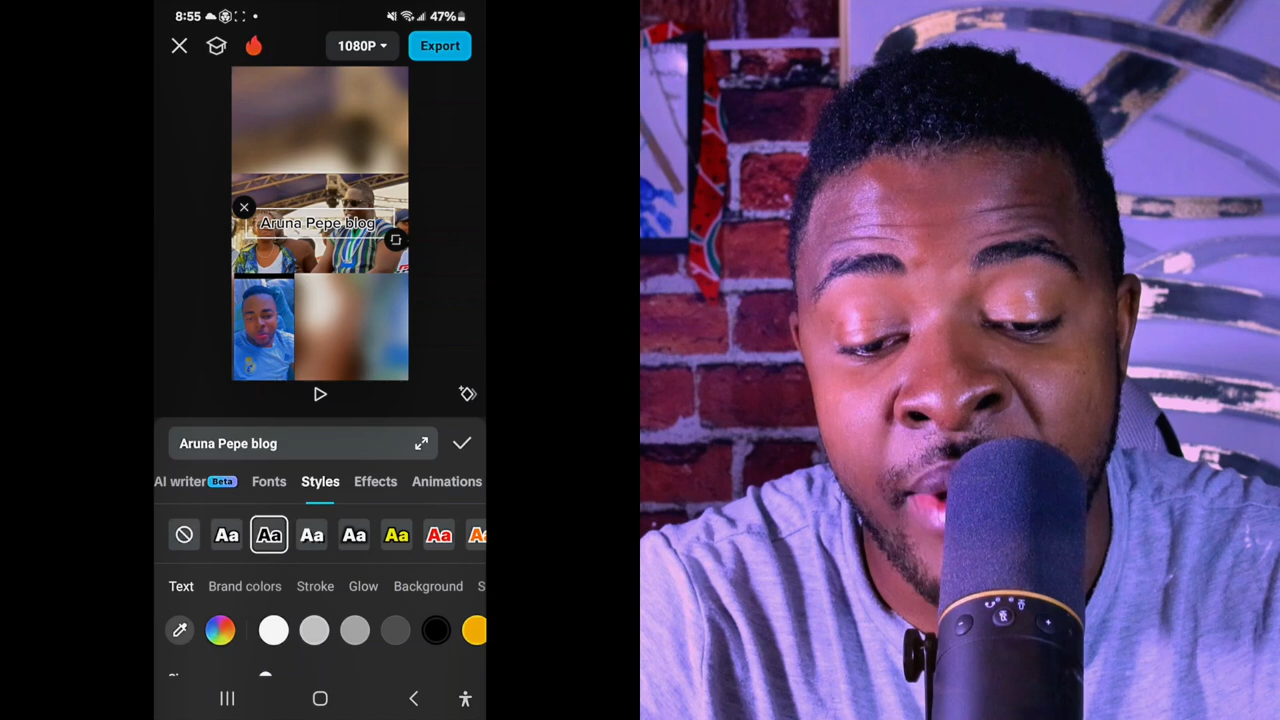 8:55
47%
1080P
Export
Aruna Pepe blog
Aruna Pepe blog
AI writer Beta Fonts Styles Effects Animations
Aa Aa Aa Aa Aa Aa Aa
Text Brand colors Stroke Glow Background S